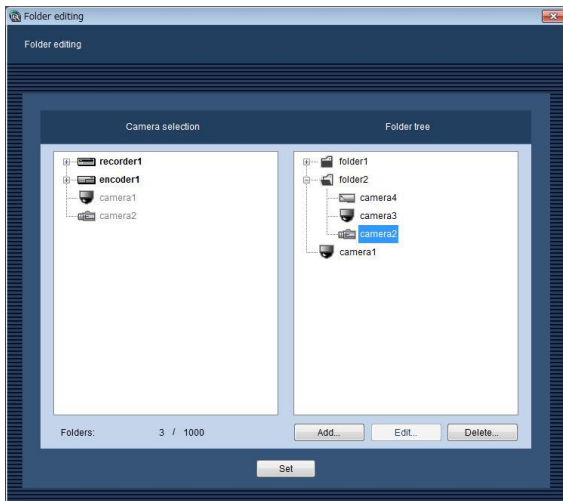 Folder editing
Folder editing
Camera selection
Folder tree
recorder1
encoder1
camera1
camera2
folder1
folder2
camera4
camera3
camera2
camera1
Folders: 3 / 1000
Add... Edit... Delete...
Set